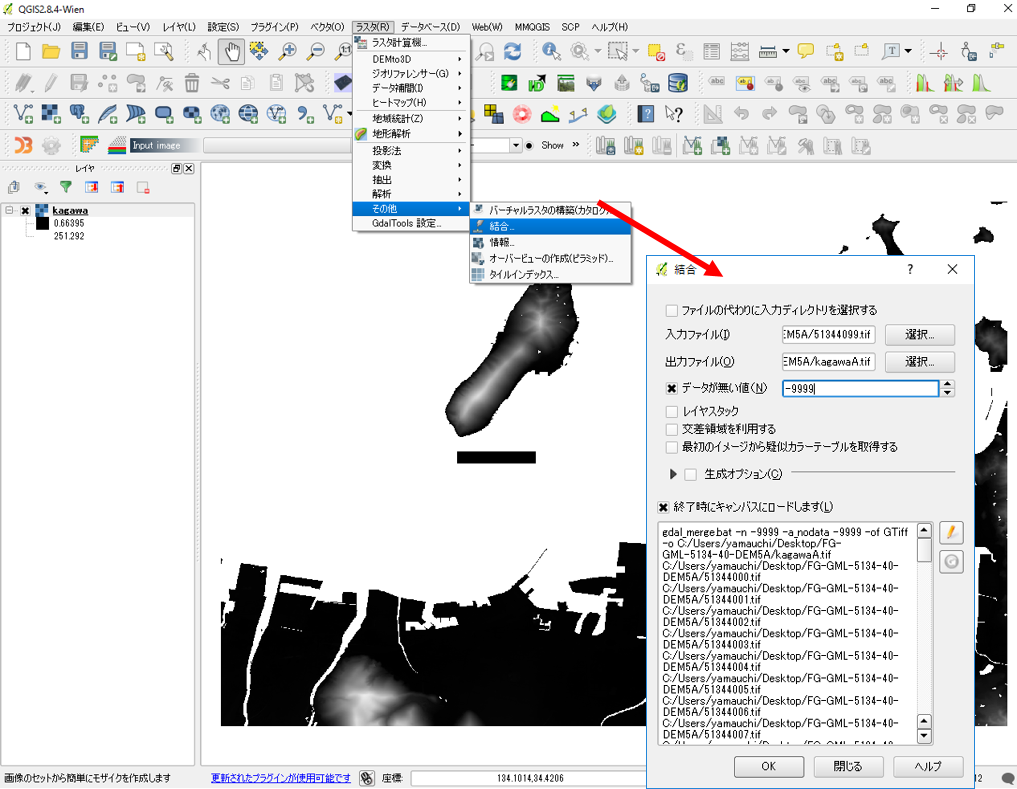 QGIS2.8.4-Wien
プロジェクト(J) 編集(E) ビュー(V) レイヤ(L) 設定(S) プラグイン(P) ベクタ(O) ラスタ(R) データベース(D) Web(W) MMQGIS SCP ヘルプ(H)
ラスタ計算機...
DEMto3D
ジオリファレンサー(G)
データ補間(I)
ヒートマップ(H)
地域統計(Z)
地形解析
投影法
変換
抽出
解析
その他
GdalTools 設定...
バーチャルラスタの構築(カタログ)...
結合...
情報...
オーバービューの作成(ピラミッド)...
タイルインデックス...
Input image
Show
レイヤ
kagawa
0.66395
251.292
結合
ファイルの代わりに入力ディレクトリを選択する
入力ファイル(I) EM5A/51344099.tif 選択...
出力ファイル(O) EM5A/kagawaA.tif 選択...
データが無い値(N) -9999
レイヤスタック
交差領域を利用する
最初のイメージから疑似カラーテーブルを取得する
生成オプション(C)
終了時にキャンバスにロードします(L)
gdal_merge.bat -n -9999 -a_nodata -9999 -of GTiff
-o C:/Users/yamauchi/Desktop/FG-
GML-5134-40-DEM5A/kagawaA.tif
C:/Users/yamauchi/Desktop/FG-GML-5134-40-
DEM5A/51344000.tif
C:/Users/yamauchi/Desktop/FG-GML-5134-40-
DEM5A/51344001.tif
C:/Users/yamauchi/Desktop/FG-GML-5134-40-
DEM5A/51344002.tif
C:/Users/yamauchi/Desktop/FG-GML-5134-40-
DEM5A/51344003.tif
C:/Users/yamauchi/Desktop/FG-GML-5134-40-
DEM5A/51344004.tif
C:/Users/yamauchi/Desktop/FG-GML-5134-40-
DEM5A/51344005.tif
C:/Users/yamauchi/Desktop/FG-GML-5134-40-
DEM5A/51344006.tif
C:/Users/yamauchi/Desktop/FG-GML-5134-40-
DEM5A/51344007.tif
OK 閉じる ヘルプ
画像のセットから簡単にモザイクを作成します 更新されたプラグインが使用可能です 座標: 134.1014,34.4206